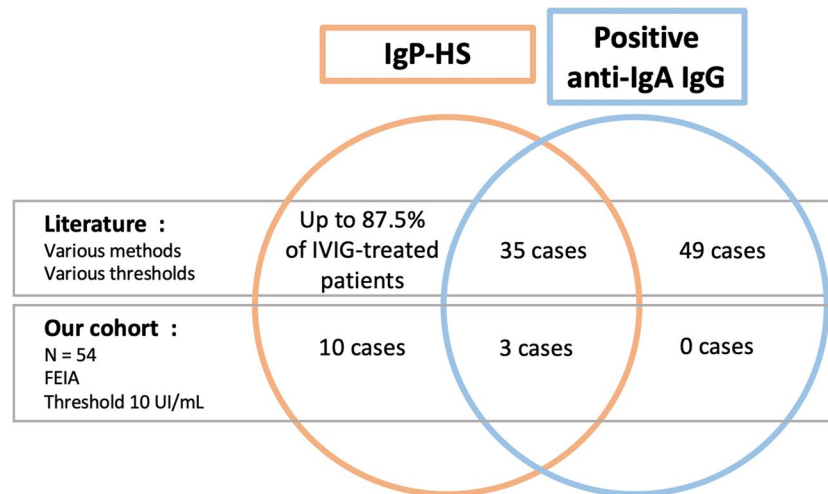 IgP-HS
Positive
anti-IgA IgG
Literature :
Various methods
Various thresholds
Up to 87.5%
of IVIG-treated
patients
35 cases
49 cases
Our cohort :
N = 54
FEIA
Threshold 10 UI/mL
10 cases
3 cases
0 cases